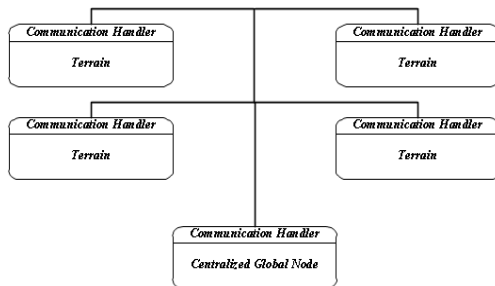 Communication Handler
Terrain
Communication Handler
Terrain
Communication Handler
Terrain
Communication Handler
Terrain
Communication Handler
Centralized Global Node